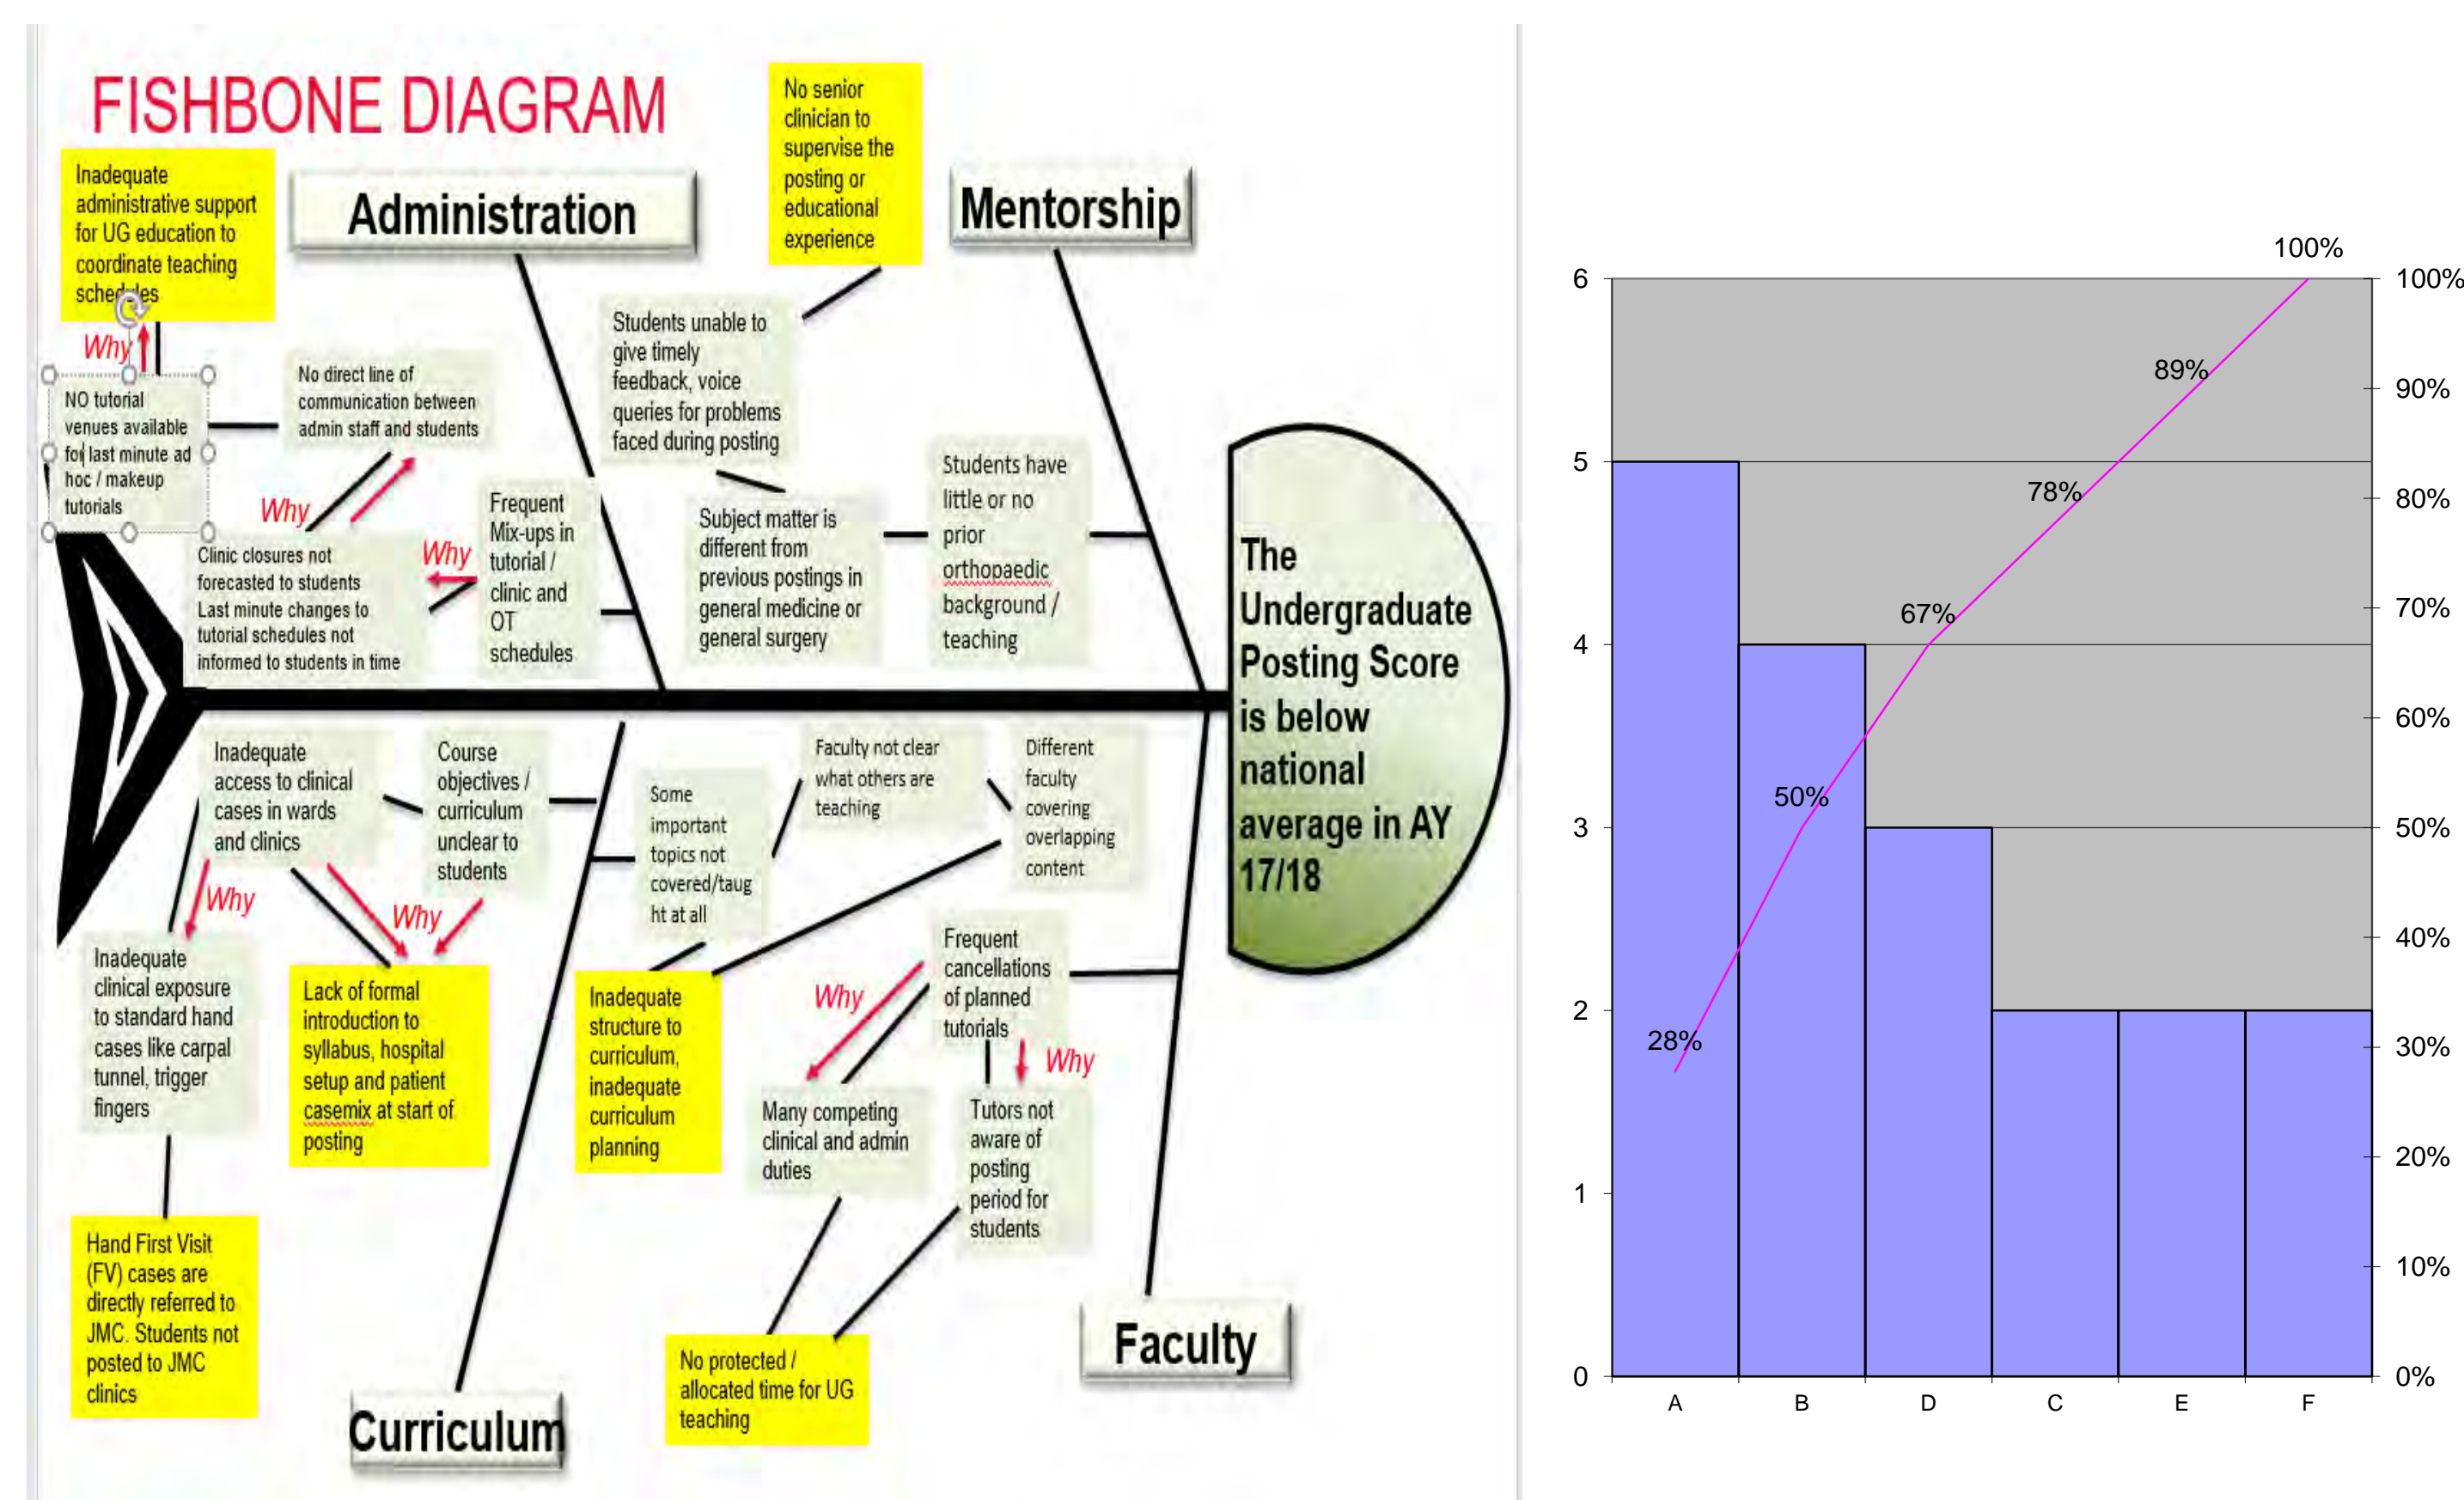 FISHBONE DIAGRAM
Inadequate
administrative support
for UG education to
coordinate teaching
schedules
Administration
No senior
clinician to
supervise the
posting or
educational
experience
Mentorship
Why
NO tutorial
venues available
for last minute ad
hoc / makeup
tutorials
No direct line of
communication between
admin staff and students
Why
Clinic closures not
forecasted to students
Last minute changes to
tutorial schedules not
informed to students in time
Why
Frequent
Mix-ups in
tutorial /
clinic and
OT
schedules
Students unable to
give timely
feedback, voice
queries for problems
faced during posting
Subject matter is
different from
previous postings in
general medicine or
general surgery
Students have
little or no
prior
orthopaedic
background /
teaching
The
Undergraduate
Posting Score
is below
national
average in AY
17/18
Inadequate
access to clinical
cases in wards
and clinics
Course
objectives /
curriculum
unclear to
students
Why
Why
Inadequate
clinical exposure
to standard hand
cases like carpal
tunnel, trigger
fingers
Lack of formal
introduction to
syllabus, hospital
setup and patient
casemix at start of
posting
Hand First Visit
(FV) cases are
directly referred to
JMC. Students not
posted to JMC
clinics
Curriculum
Some
important
topics not
covered/taug
ht at all
Faculty not clear
what others are
teaching
Different
faculty
covering
overlapping
content
Inadequate
structure to
curriculum,
inadequate
curriculum
planning
Frequent
cancellations
of planned
tutorials
Why
Why
Many competing
clinical and admin
duties
Tutors not
aware of
posting
period for
students
No protected /
allocated time for UG
teaching
Faculty
6
5
4
3
2
1
0
28%
50%
67%
78%
89%
100%
100%
90%
80%
70%
60%
50%
40%
30%
20%
10%
0%
A B D C E F